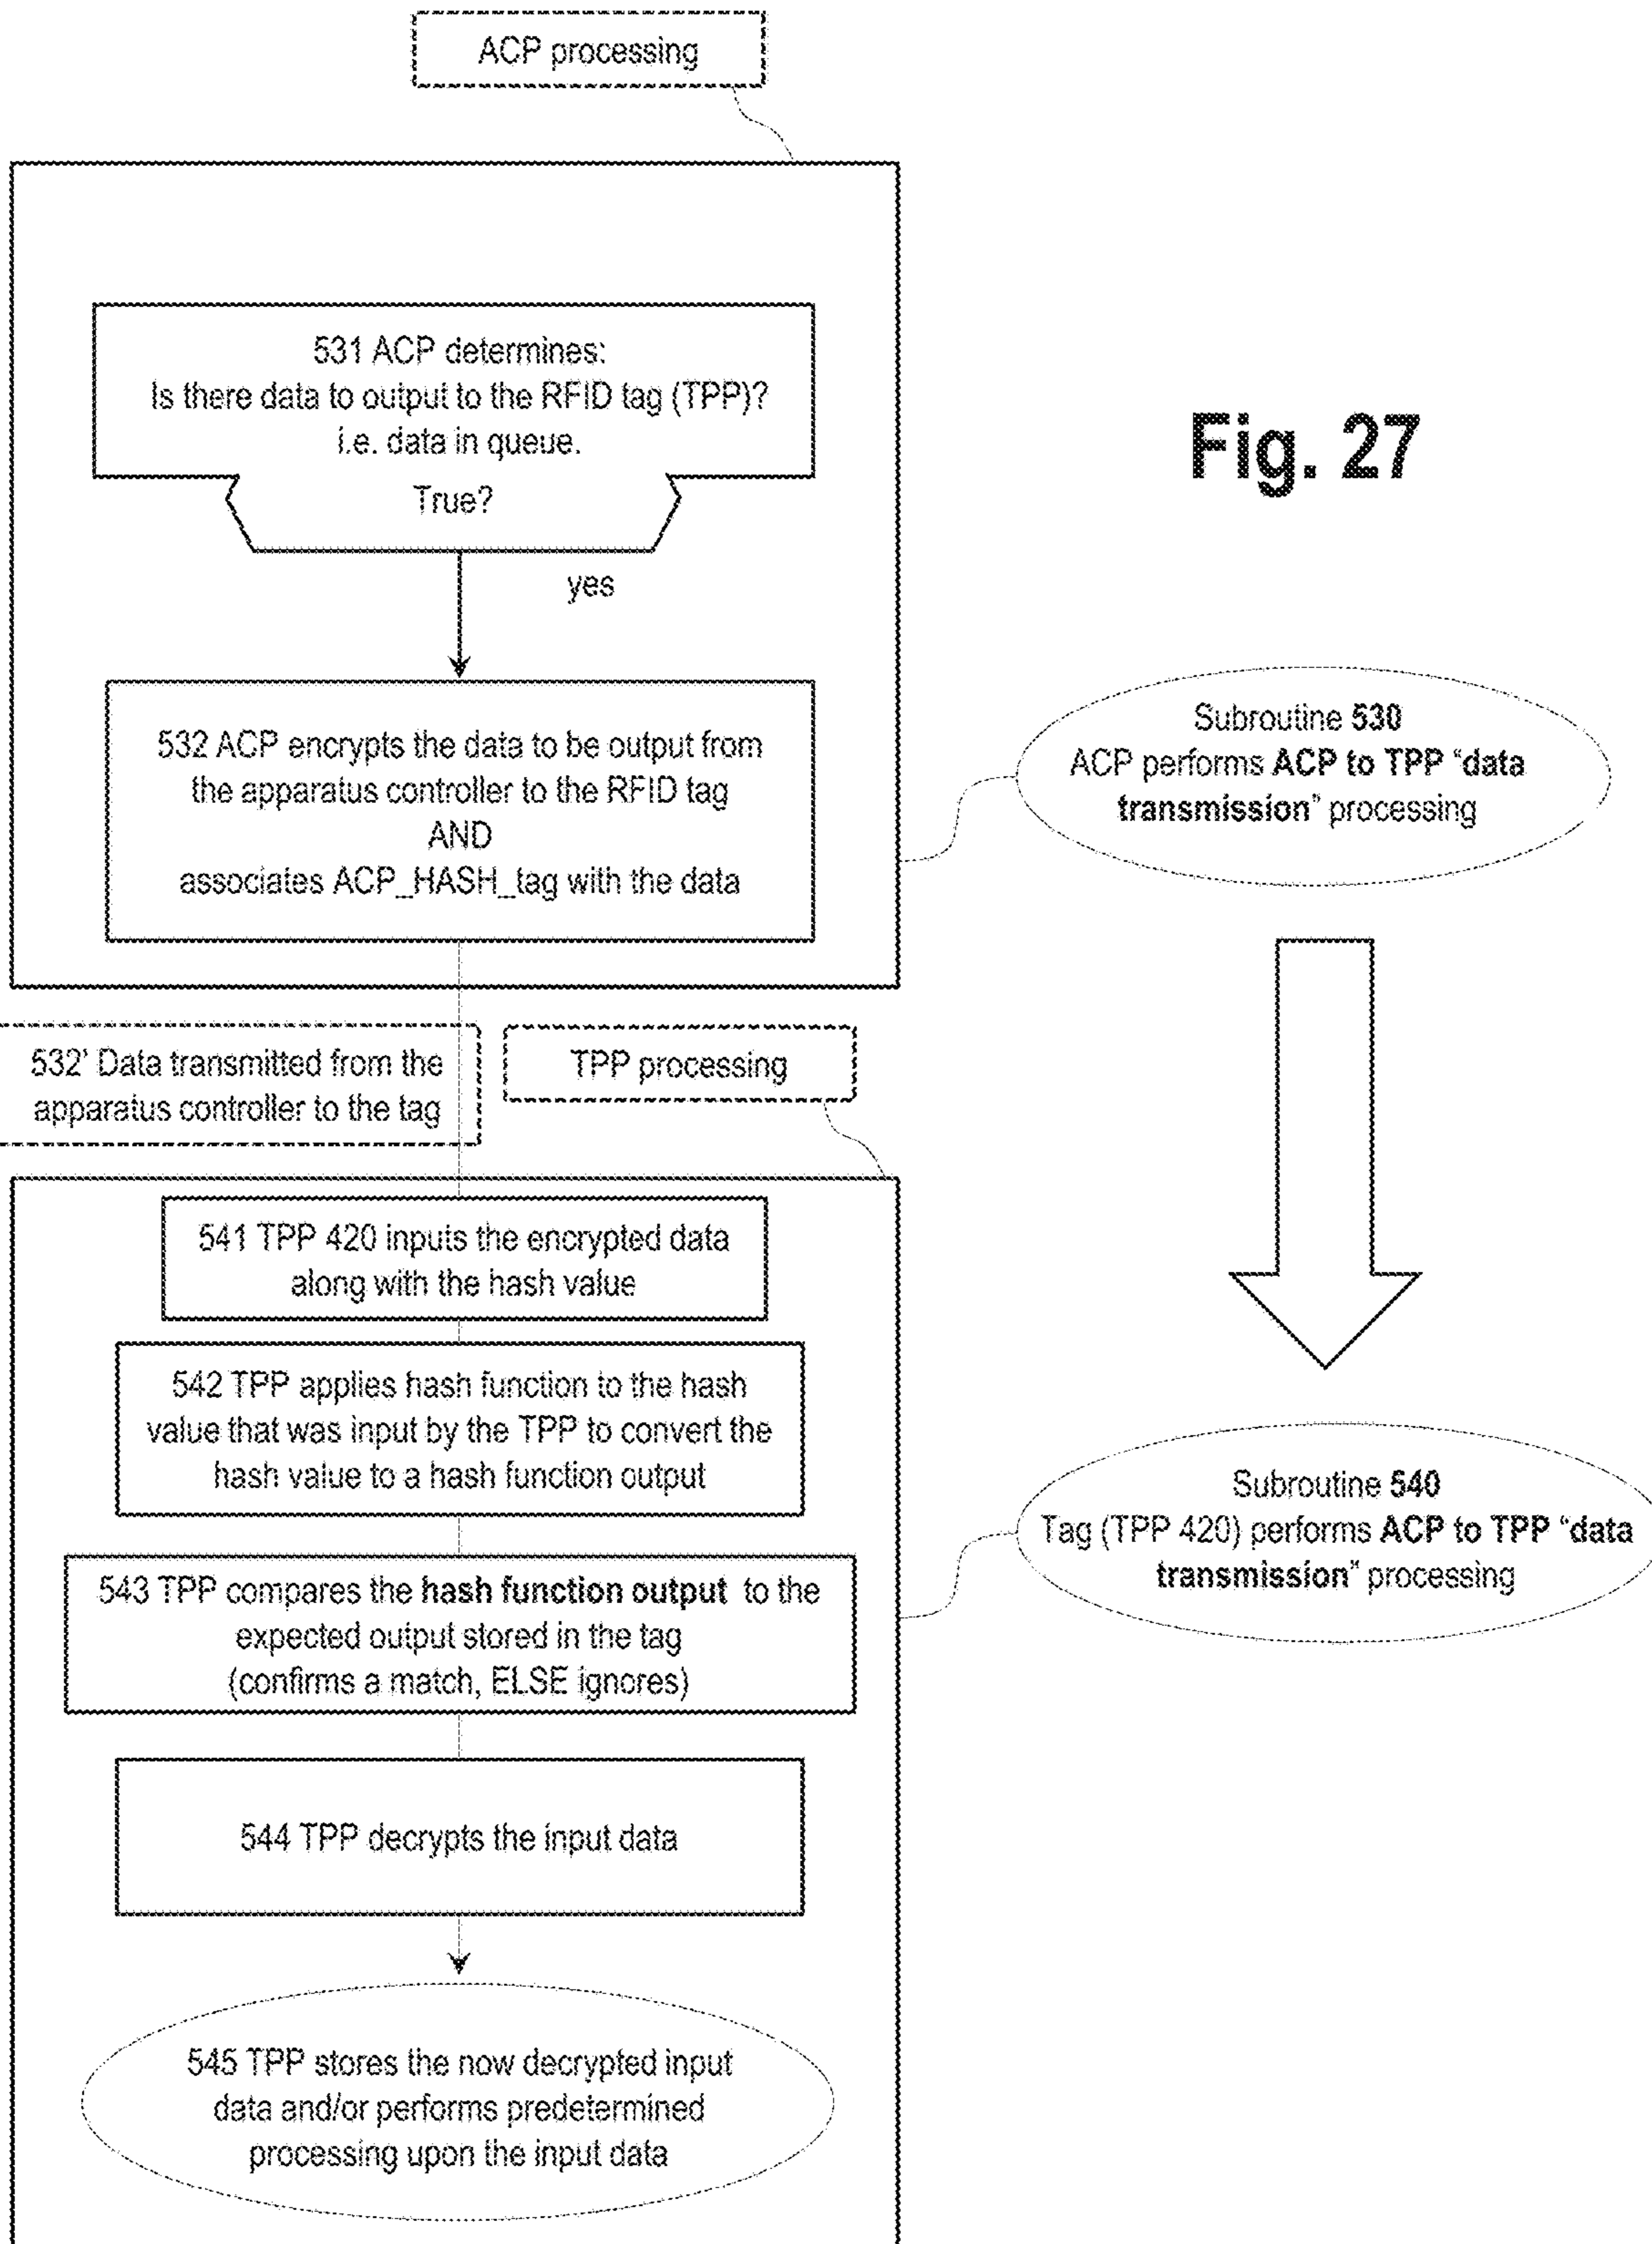 ACP processing
531 ACP determines:
Is there data to output to the RFID tag (TPP)?
i.e. data in queue.
True?
yes
Fig. 27
532 ACP encrypts the data to be output from
the apparatus controller to the RFID tag
AND
associates ACP_HASH_tag with the data
Subroutine 530
ACP performs ACP to TPP "data
transmission" processing
532' Data transmitted from the
apparatus controller to the tag
TPP processing
541 TPP 420 inputs the encrypted data
along with the hash value
542 TPP applies hash function to the hash
value that was input by the TPP to convert the
hash value to a hash function output
543 TPP compares the hash function output to the
expected output stored in the tag
(confirms a match, ELSE ignores)
Subroutine 540
Tag (TPP 420) performs ACP to TPP "data
transmission" processing
544 TPP decrypts the input data
545 TPP stores the now decrypted input
data and/or performs predetermined
processing upon the input data